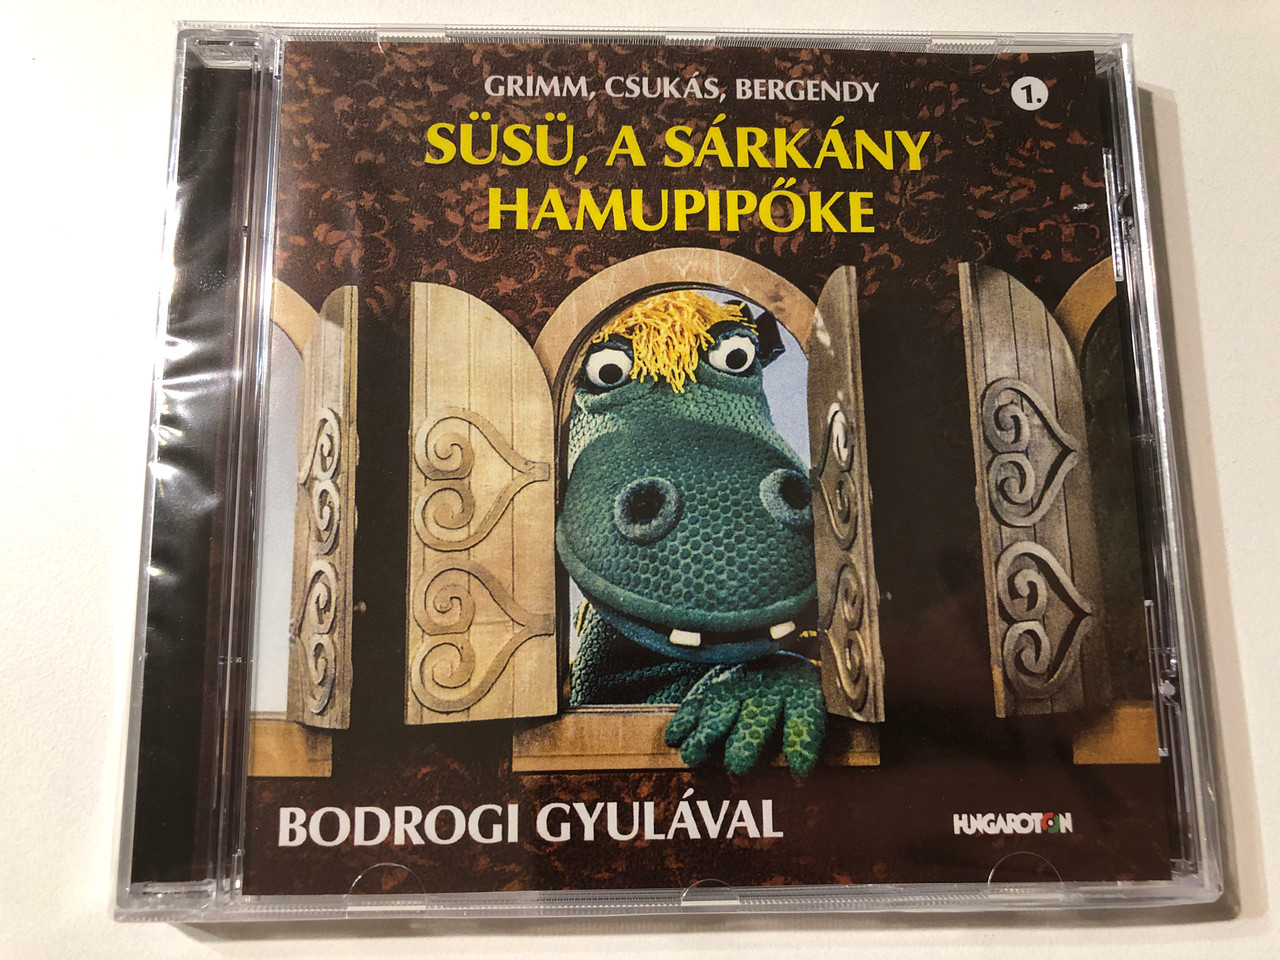 GRIMM, CSUKÁS, BERGENDY
1.
SÜSÜ, A SÁRKÁNY
HAMUPIPŐKE
BODROGI GYULÁVAL
HUNGAROTON